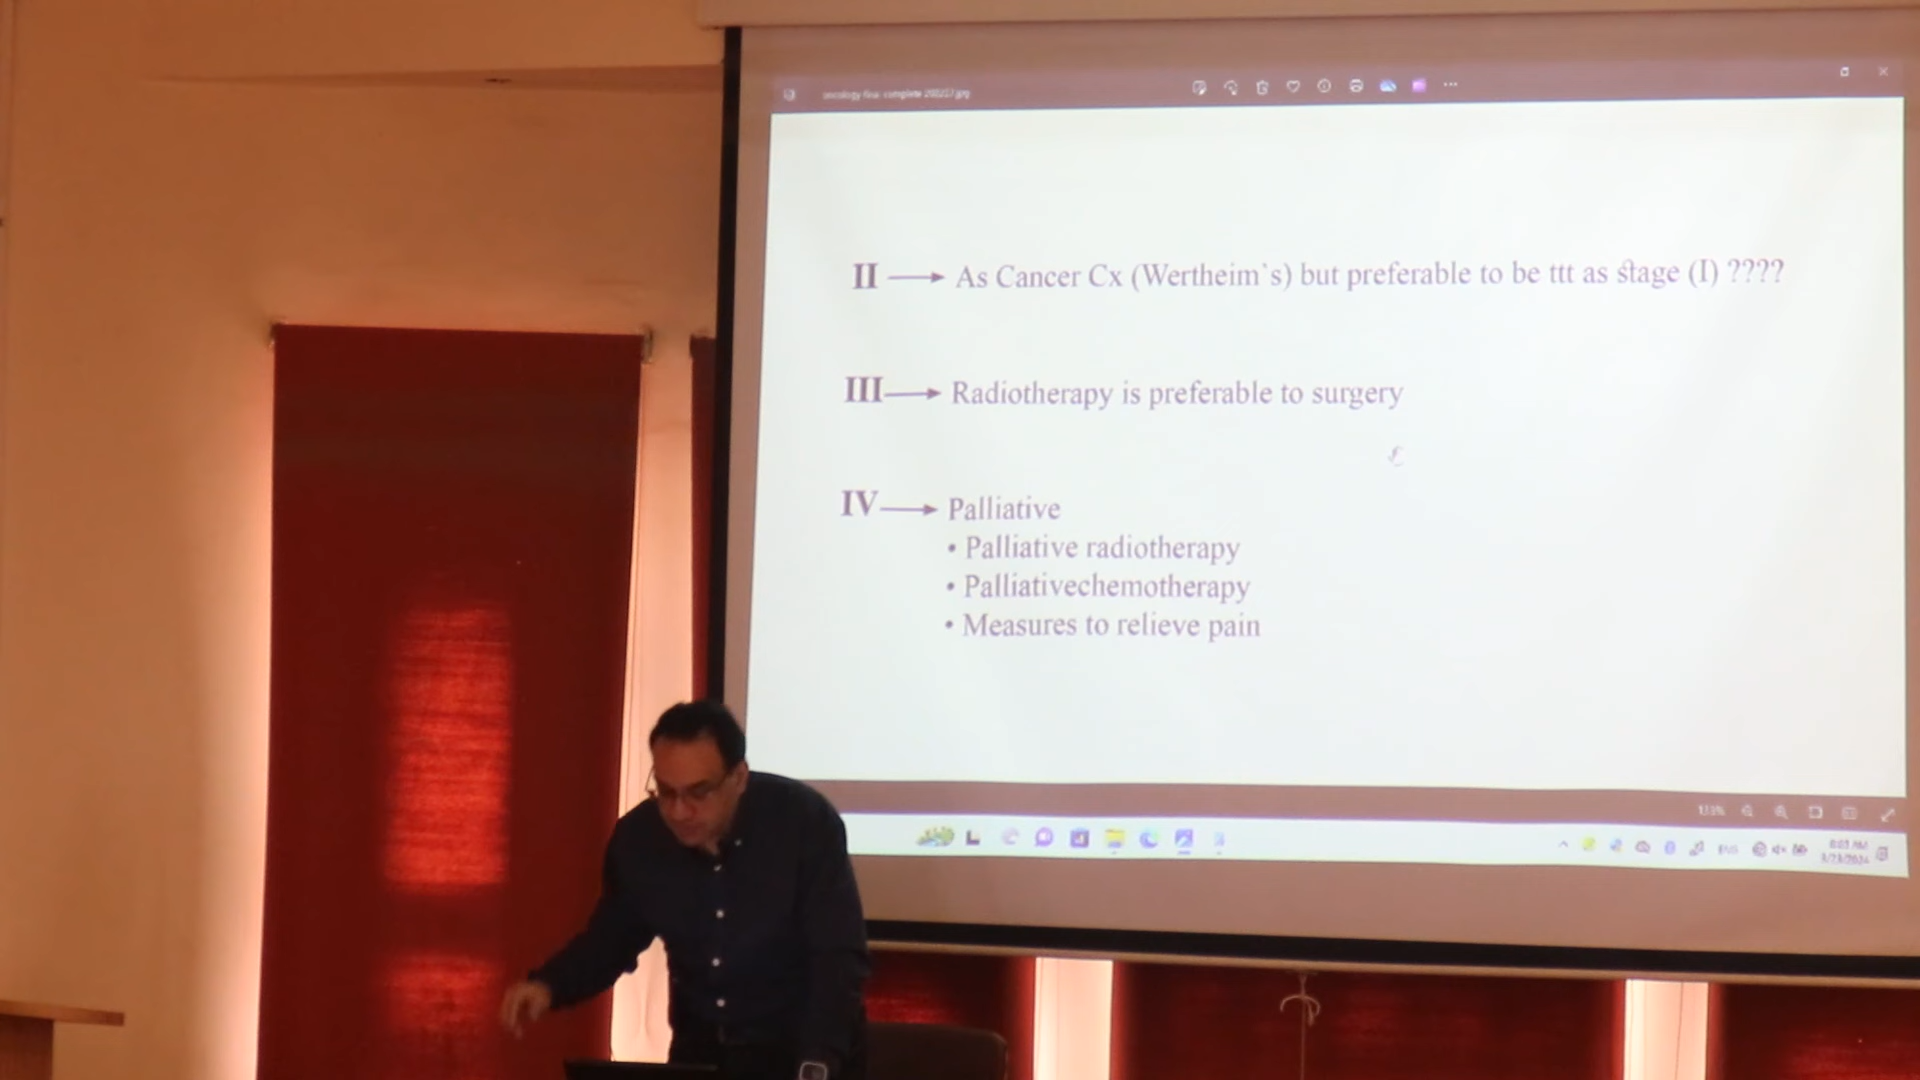 II → As Cancer Cx (Wertheim`s) but preferable to be ttt as stage (I) ????
III → Radiotherapy is preferable to surgery
IV → Palliative
• Palliative radiotherapy
• Palliativechemotherapy
• Measures to relieve pain
ENG